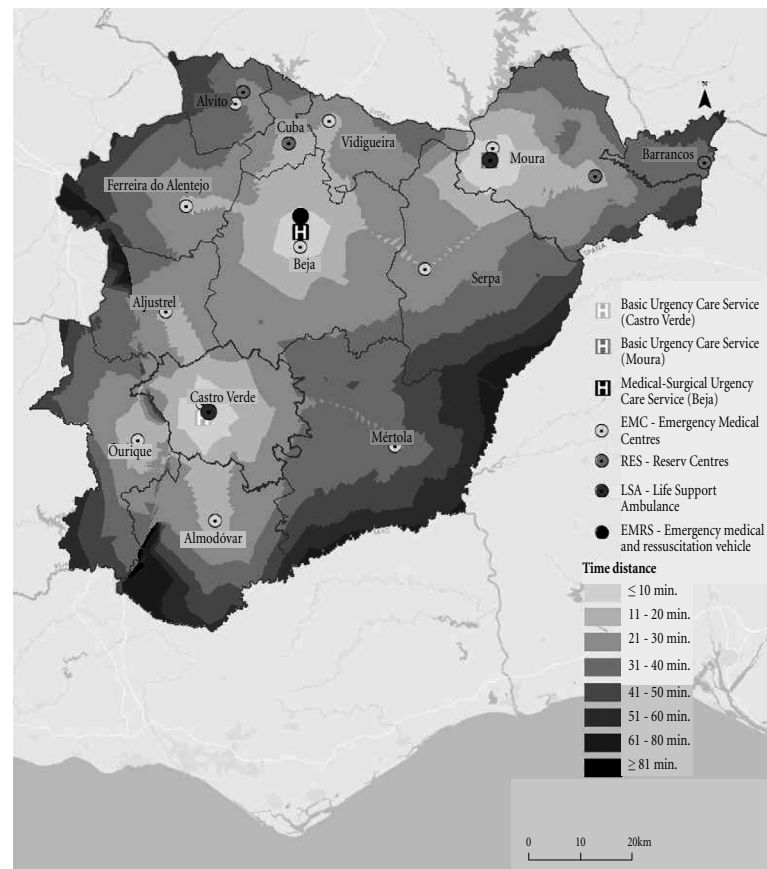 N
Alvito
Cuba
Vidigueira
Moura
Barrancos
Ferreira do Alentejo
H
Beja
Serpa
SPAÑA
Aljustrel
Castro Verde
H
Ourique
Mértola
Almodôvar
H Basic Urgency Care Service
(Castro Verde)
H Basic Urgency Care Service
(Moura)
H Medical-Surgical Urgency
Care Service (Beja)
EMC - Emergency Medical
Centres
RES - Reserv Centres
LSA - Life Support
Ambulance
EMRS - Emergency medical
and ressuscitation vehicle
Time distance
≤ 10 min.
11 - 20 min.
21 - 30 min.
31 - 40 min.
41 - 50 min.
51 - 60 min.
61 - 80 min.
≥ 81 min.
0 10 20km